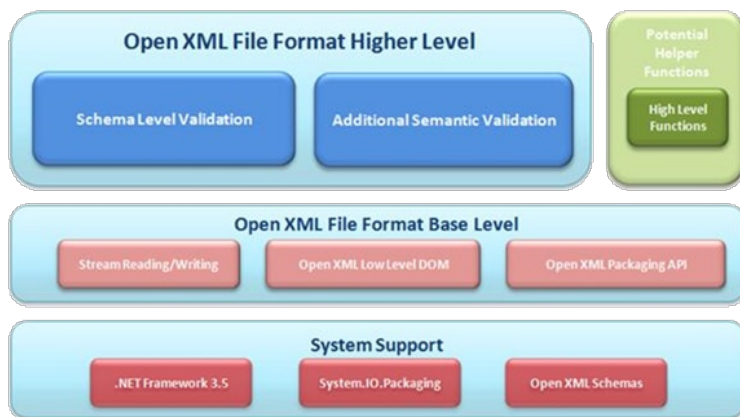 Open XML File Format Higher Level
Schema Level Validation
Additional Semantic Validation
Potential
Helper
Functions
High Level
Functions
Open XML File Format Base Level
Stream Reading/Writing
Open XML Low Level DOM
Open XML Packaging API
System Support
.NET Framework 3.5
System.IO.Packaging
Open XML Schemas